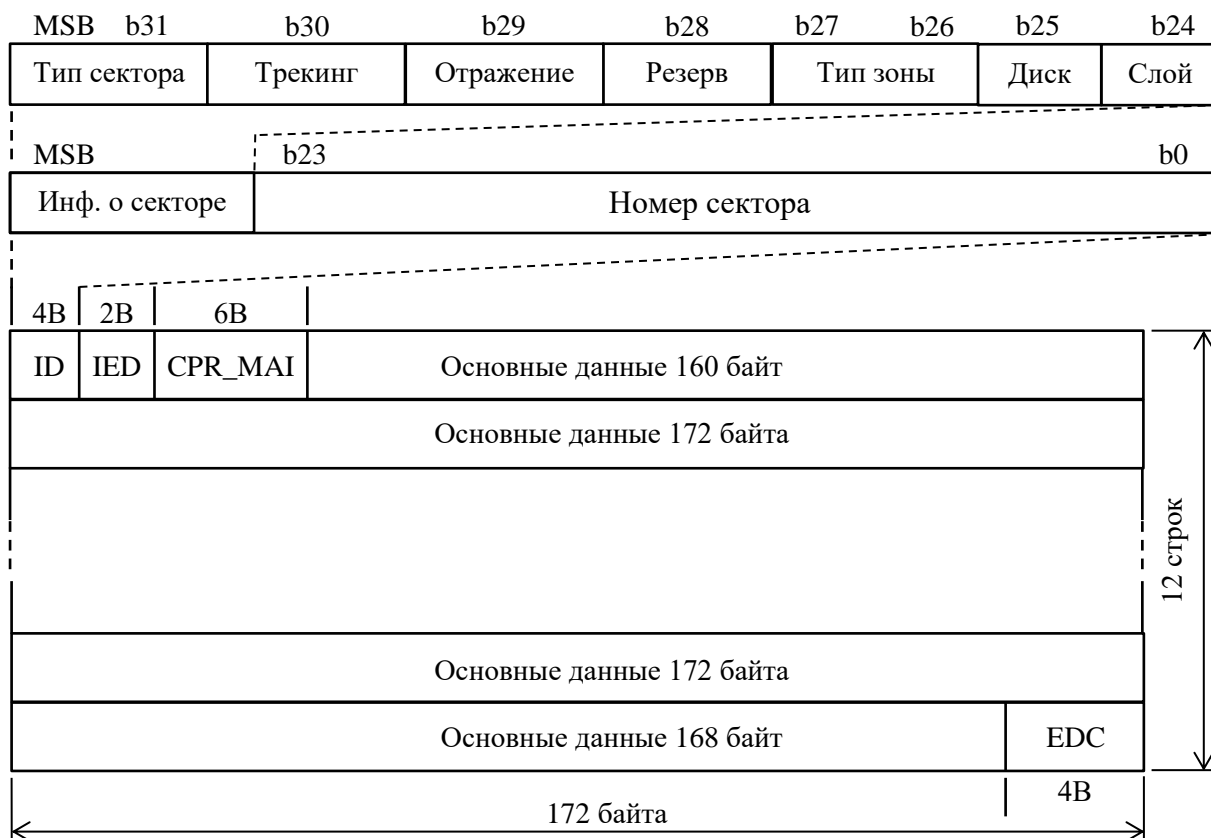 MSB b31 b30 b29 b28 b27 b26 b25 b24
Тип сектора Трекинг Отражение Резерв Тип зоны Диск Слой
MSB b23 b0
Инф. о секторе Номер сектора
4B 2B 6B
ID IED CPR_MAI Основные данные 160 байт
Основные данные 172 байта
12 строк
Основные данные 172 байта
Основные данные 168 байт EDC
4B
172 байта